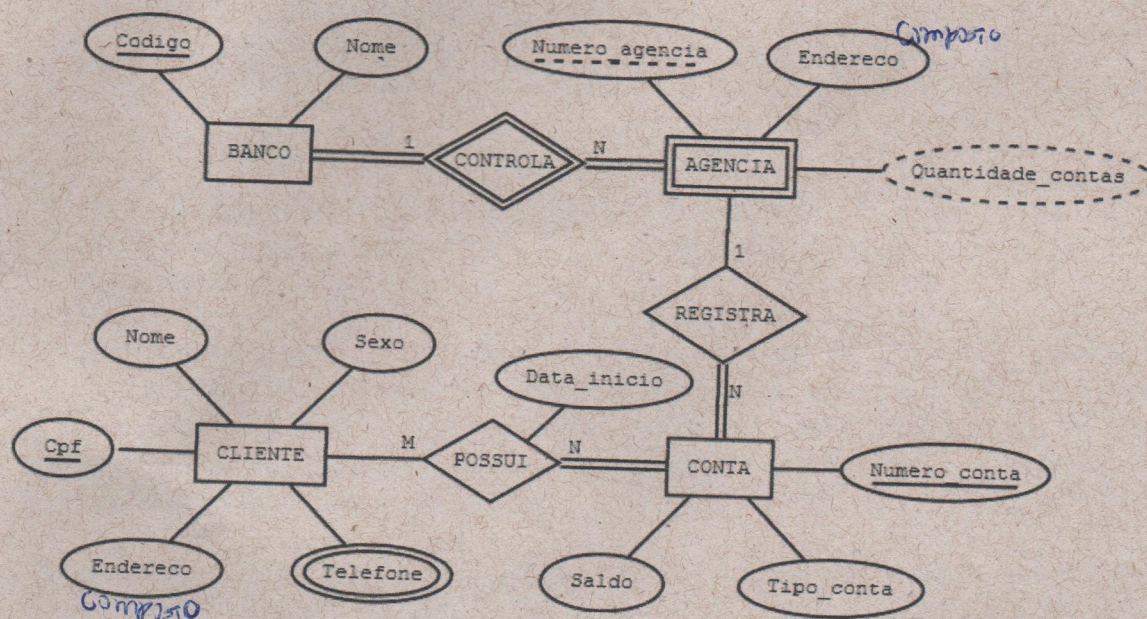 Codigo
Nome
Numero_agencia
Endereco
Composto
BANCO
1
CONTROLA
N
AGENCIA
Quantidade_contas
1
REGISTRA
N
Nome
Sexo
Data_inicio
Cpf
CLIENTE
M
POSSUI
N
CONTA
Numero_conta
Endereco
Composto
Telefone
Saldo
Tipo_conta